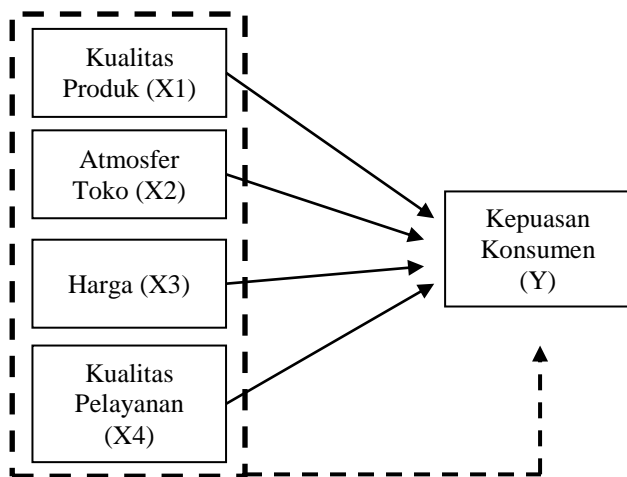 Kualitas
Produk (X1)
Atmosfer
Toko (X2)
Harga (X3)
Kualitas
Pelayanan
(X4)
Kepuasan
Konsumen
(Y)